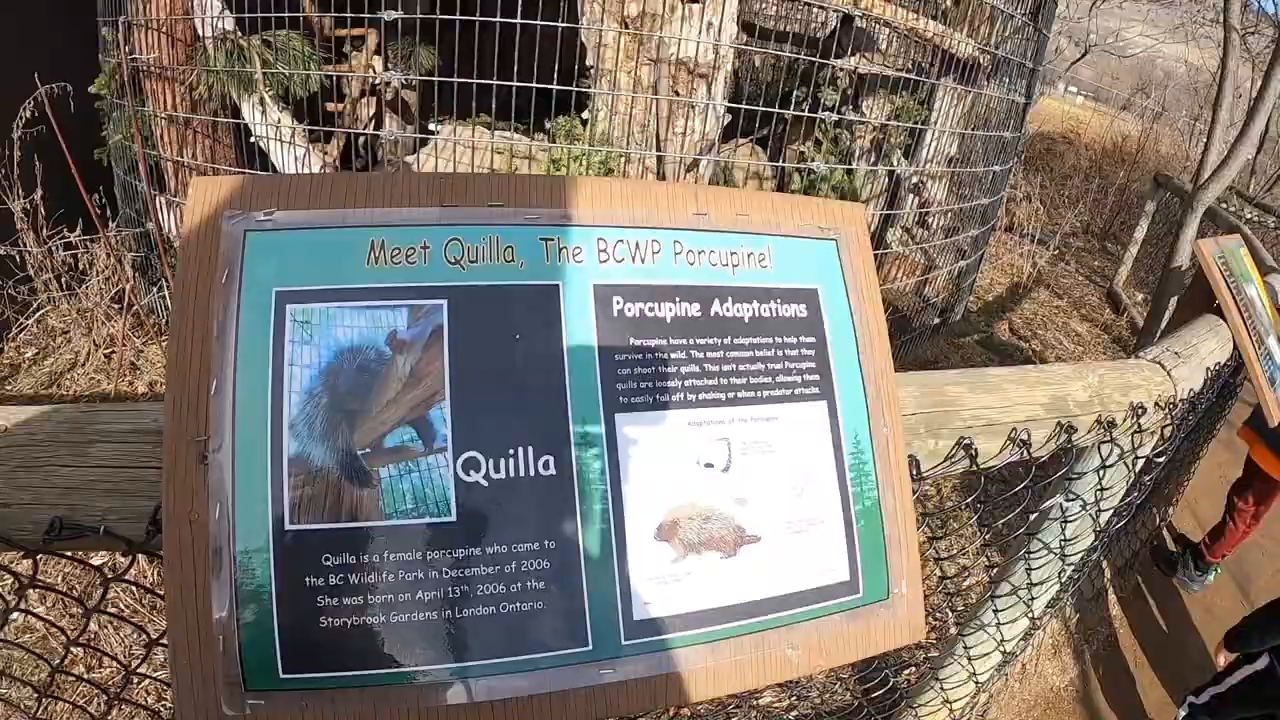 Meet Quilla, The BCWP Porcupine!
Quilla
Quilla is a female porcupine who came to
the BC Wildlife Park in December of 2006
She was born on April 13th, 2006 at the
Storybrook Gardens in London Ontario.
Porcupine Adaptations
Porcupine have a variety of adaptations to help them
survive in the wild. The most common belief is that they
can shoot their quills. This isn't actually true! Porcupine
quills are loosely attached to their bodies, allowing them
to easily fall off by shaking or when a predator attacks.
Adaptations of the Porcupine